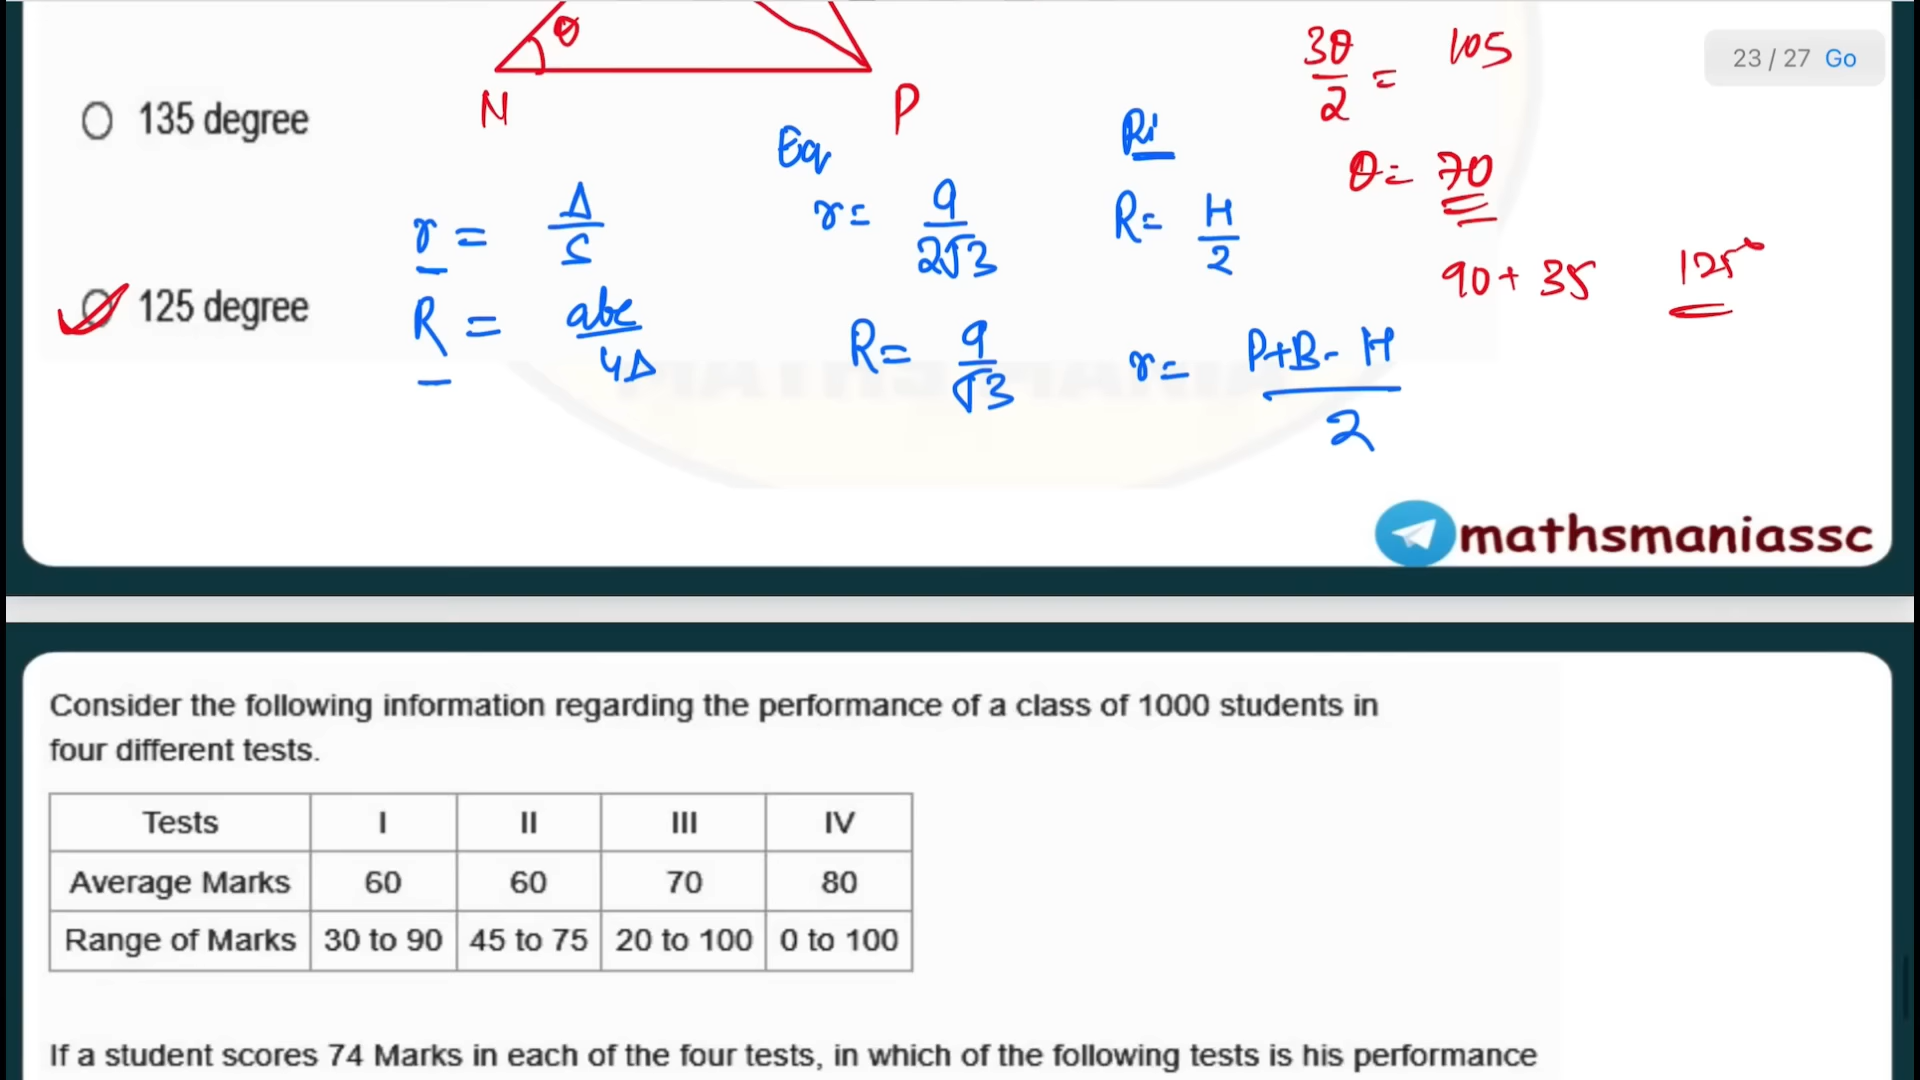 θ
3θ/2 = 105
23 / 27 Go
N
P
135 degree
Eq
Ri
θ = 70
r = Δ/S
r = a/2√3
R = H/2
90 + 35 125°
125 degree
R = abc/4Δ
R = a/√3
r = P+B-H/2
mathsmaniassc
Consider the following information regarding the performance of a class of 1000 students in
four different tests.
Tests I II III IV
Average Marks 60 60 70 80
Range of Marks 30 to 90 45 to 75 20 to 100 0 to 100
If a student scores 74 Marks in each of the four tests, in which of the following tests is his performance